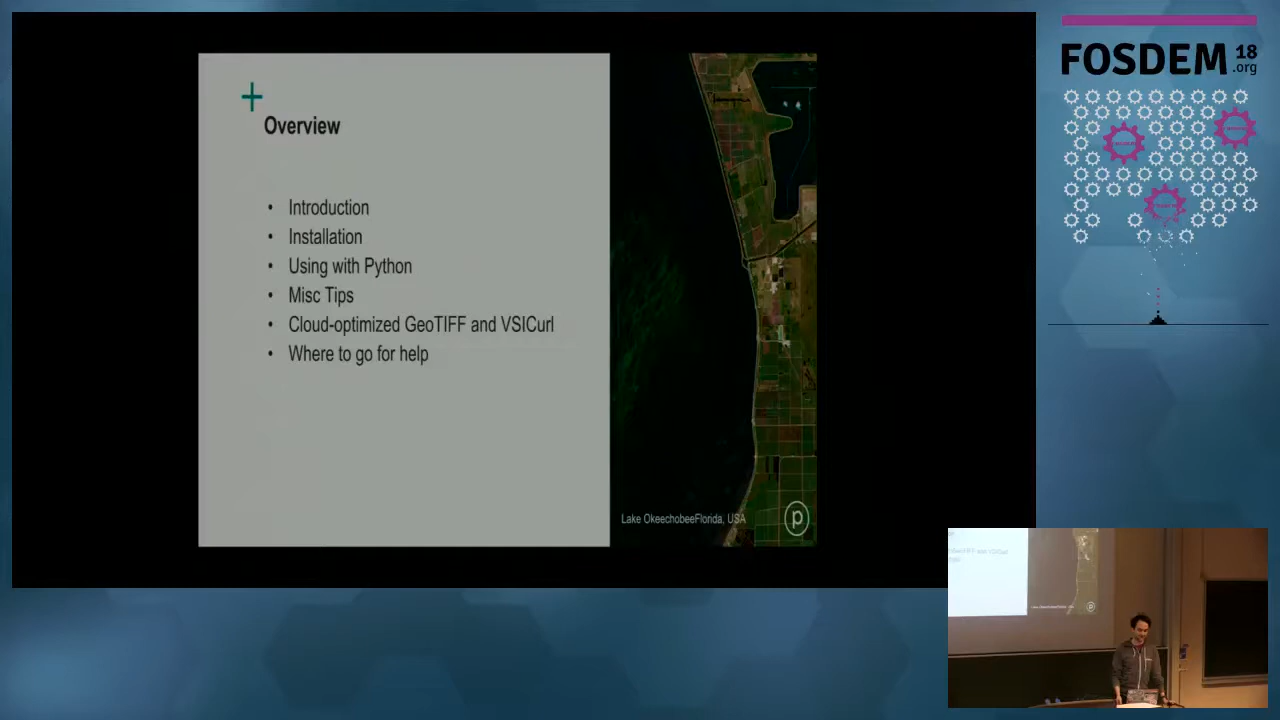 Overview
• Introduction
• Installation
• Using with Python
• Misc Tips
• Cloud-optimized GeoTIFF and VSICurl
• Where to go for help
Lake OkeechobeeFlorida, USA
p
FOSDEM 18
.org